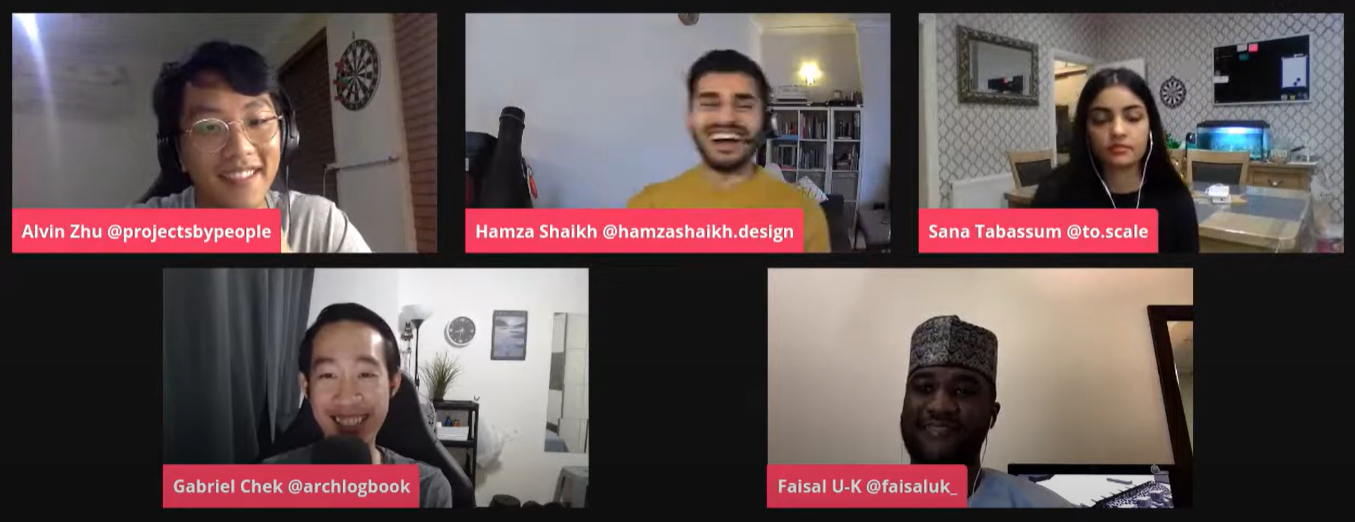 Alvin Zhu @projectsbypeople
Hamza Shaikh @hamzashaikh.design
Sana Tabassum @to.scale
Gabriel Chek @archlogbook
Faisal U-K @faisaluk_